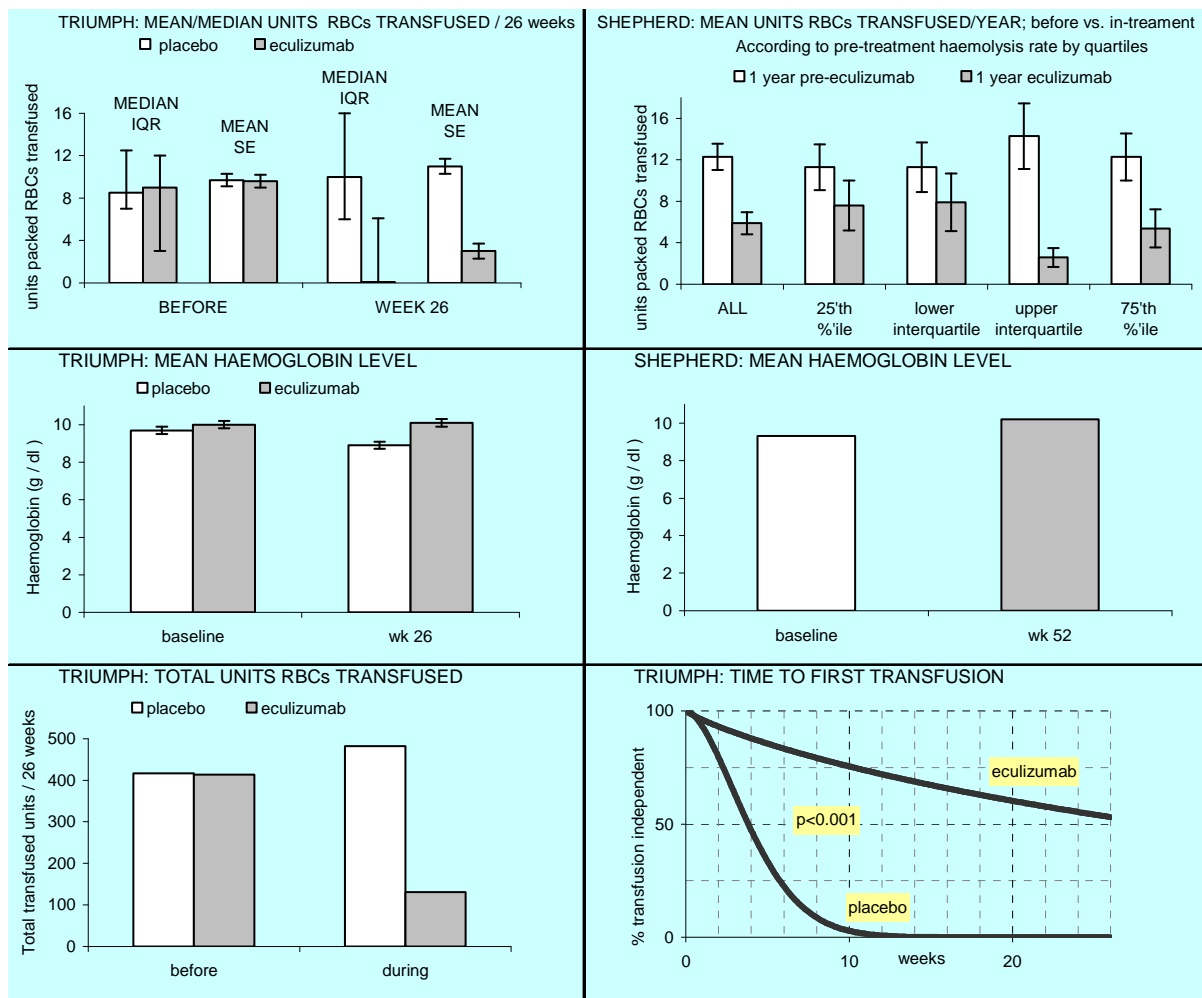 TRIUMPH: MEAN/MEDIAN UNITS RBCs TRANSFUSED / 26 weeks
placebo eculizumab
MEDIAN
IQR
MEAN
SE
MEDIAN
IQR
MEAN
SE
units packed RBCs transfused
16
12
8
4
0
BEFORE WEEK 26
SHEPHERD: MEAN UNITS RBCs TRANSFUSED/YEAR; before vs. in-treament
According to pre-treatment haemolysis rate by quartiles
1 year pre-eculizumab 1 year eculizumab
units packed RBCs transfused
16
12
8
4
0
ALL 25'th lower upper 75'th
%'ile interquartile interquartile %'ile
TRIUMPH: MEAN HAEMOGLOBIN LEVEL
placebo eculizumab
Haemoglobin (g / dl )
10
8
6
4
2
0
baseline wk 26
SHEPHERD: MEAN HAEMOGLOBIN LEVEL
Haemoglobin (g / dl )
10
8
6
4
2
0
baseline wk 52
TRIUMPH: TOTAL UNITS RBCs TRANSFUSED
placebo eculizumab
Total transfused units / 26 weeks
500
400
300
200
100
0
before during
TRIUMPH: TIME TO FIRST TRANSFUSION
% transfusion independent
100
50
0
eculizumab
p<0.001
placebo
0 10 weeks 20